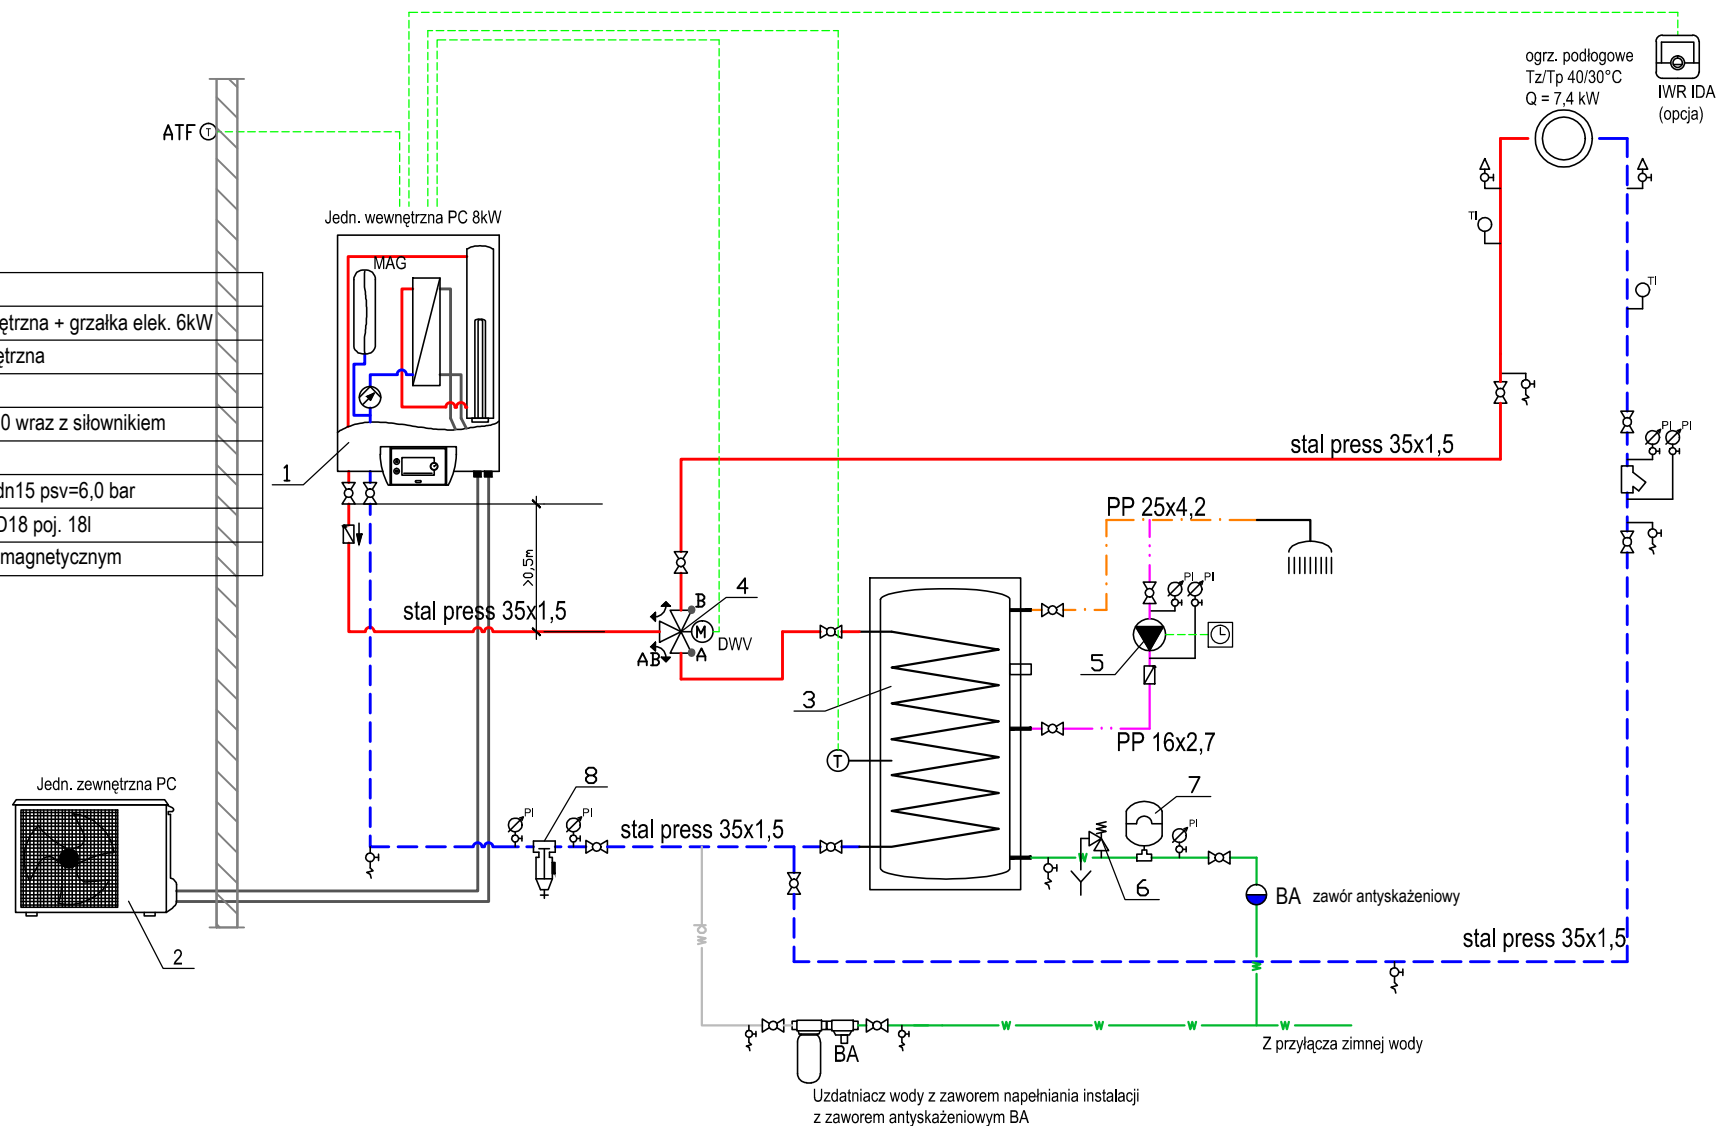 ogrz. podłogowe
Tz/Tp 40/30°C
Q = 7,4 kW
IWR IDA
(opcja)
ATF T
Jedn. wewnętrzna PC 8kW
MAG
ętrzna + grzałka elek. 6kW
ętrzna
0 wraz z siłownikiem
dn15 psv=6,0 bar
D18 poj. 18l
magnetycznym
1
TI
TI
PI PI
stal press 35x1,5
>0,5m
PP 25x4,2
PI PI
stal press 35x1,5
B
4
M
DWV
AB
A
5
3
PP 16x2,7
T
Jedn. zewnętrzna PC
8
PI PI
stal press 35x1,5
7
PI
w
6
BA zawór antyskażeniowy
2
wd
stal press 35x1,5
w
w w w w
Z przyłącza zimnej wody
BA
Uzdatniacz wody z zaworem napełniania instalacji
z zaworem antyskażeniowym BA